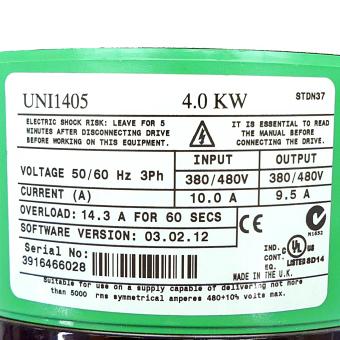 UNI1405 4.0 KW STDN37
ELECTRIC SHOCK RISK: LEAVE FOR 5
MINUTES AFTER DISCONNECTING DRIVE
BEFORE WORKING ON THIS EQUIPMENT.
IT IS ESSENTIAL TO READ
THE MANUAL BEFORE
CONNECTING THIS DRIVE.
INPUT OUTPUT
VOLTAGE 50/60 Hz 3Ph 380/480V 380/480V
CURRENT (A) 10.0 A 9.5 A
OVERLOAD: 14.3 A FOR 60 SECS
SOFTWARE VERSION: 03.02.12
Serial No:
3916466028
CE
N1652
IND.
CONT.
EQ.
C UL US
LISTED 8D14
MADE IN THE U.K.
Suitable for use on a supply capable of delivering not
than 5000 rms symmetrical amperes 480+10% volts max.